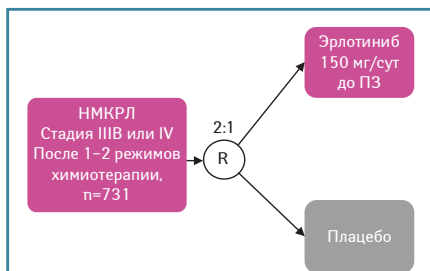 Эрлотиниб
150 мг/сут
до ПЗ
НМКРЛ
Стадия IIIB или IV
После 1–2 режимов
химиотерапии,
n=731
2:1
R
Плацебо